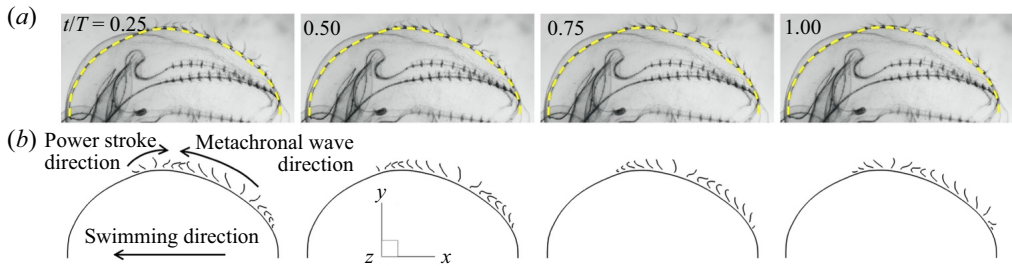 (a)
t/T = 0.25
0.50
0.75
1.00
(b)
Power stroke
direction
Metachronal wave
direction
Swimming direction
y
z
x